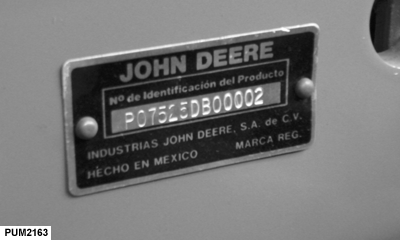 JOHN DEERE
Nº de Identificación del Producto
P07525DB00002
INDUSTRIAS JOHN DEERE, S.A. de C.V.
HECHO EN MEXICO MARCA REG.
PUM2163